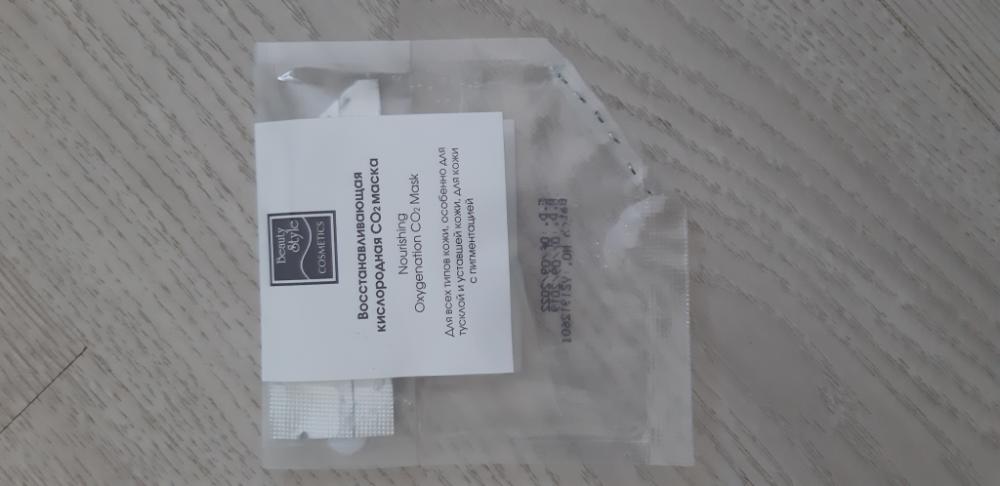 Beauty
Style
COSMETICS
Восстанавливающая
кислородная CO2 маска
Nourishing
Oxygenation CO2 Mask
Для всех типов кожи, особенно для
тусклой и уставшей кожи, для кожи
с пигментацией